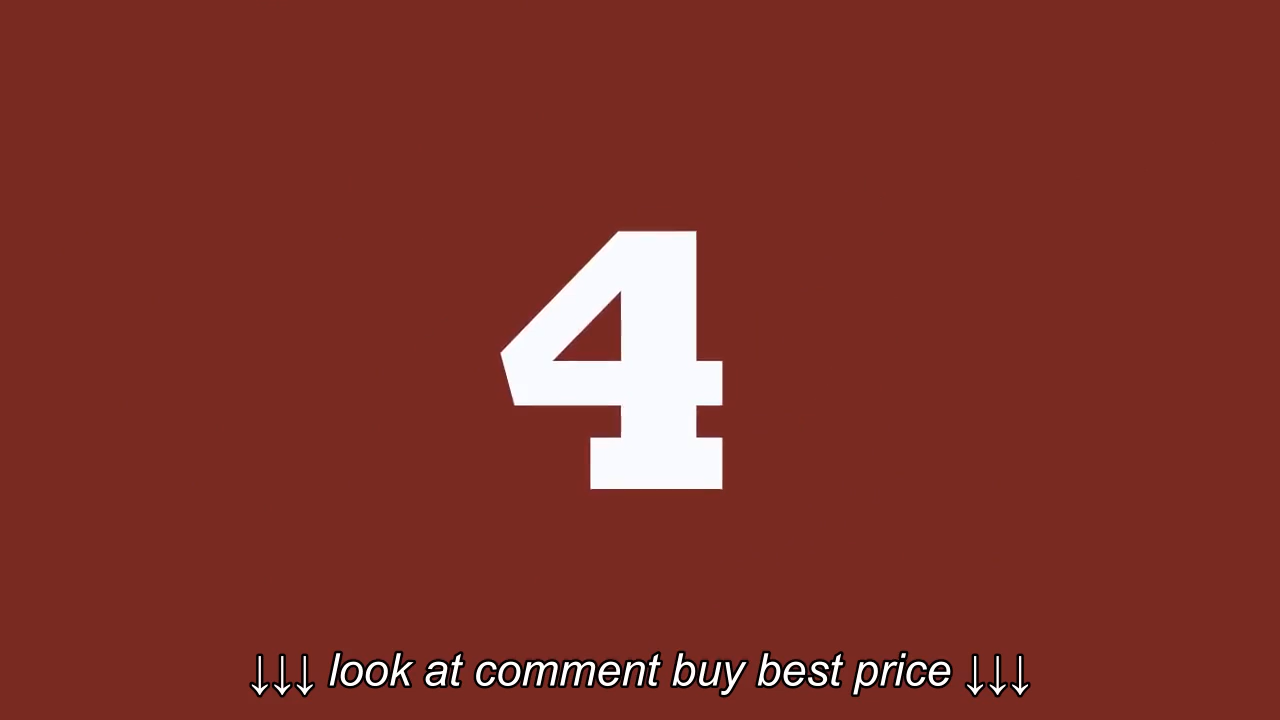 4
↓↓↓ look at comment buy best price ↓↓↓